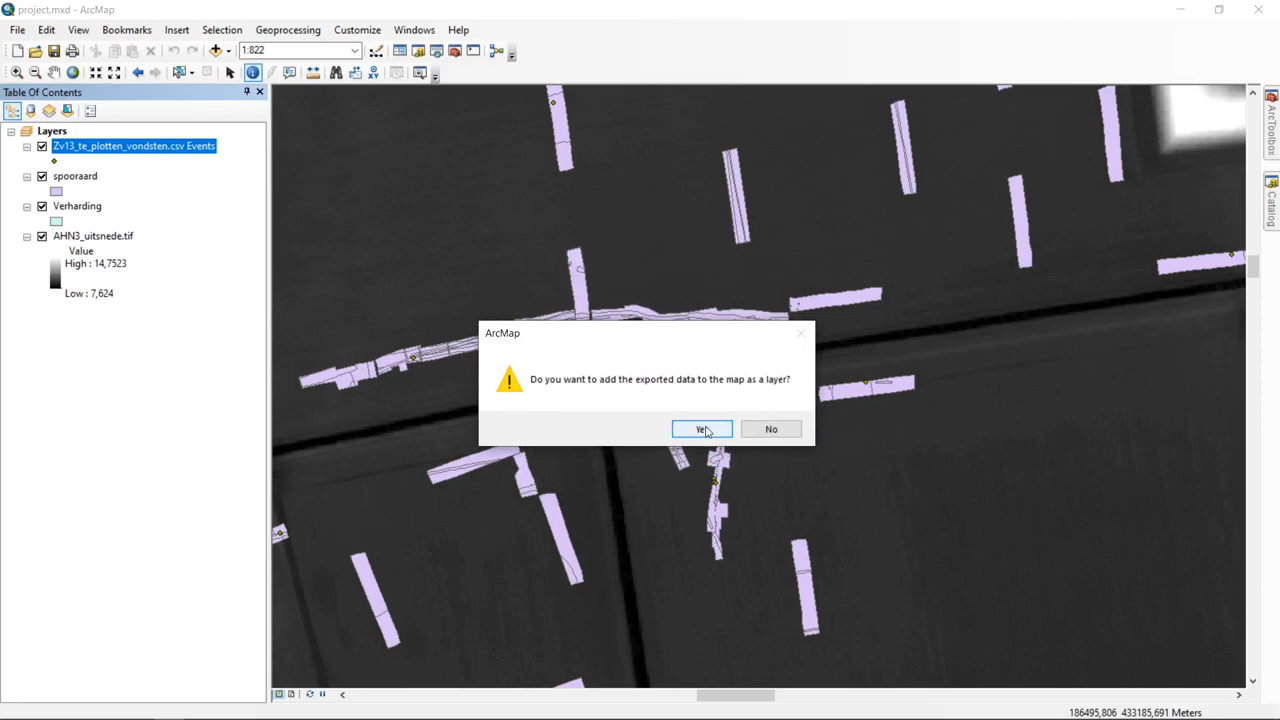 project.mxd - ArcMap
File Edit View Bookmarks Insert Selection Geoprocessing Customize Windows Help
1:822
Table Of Contents
Layers
Zv13_te_plotten_vondsten.csv Events
spooraard
Verharding
AHN3_uitsnede.tif
Value
High : 14,7523
Low : 7,624
ArcMap
Do you want to add the exported data to the map as a layer?
Yes No
ArcToolbox
Catalog
186495,806 433185,691 Meters